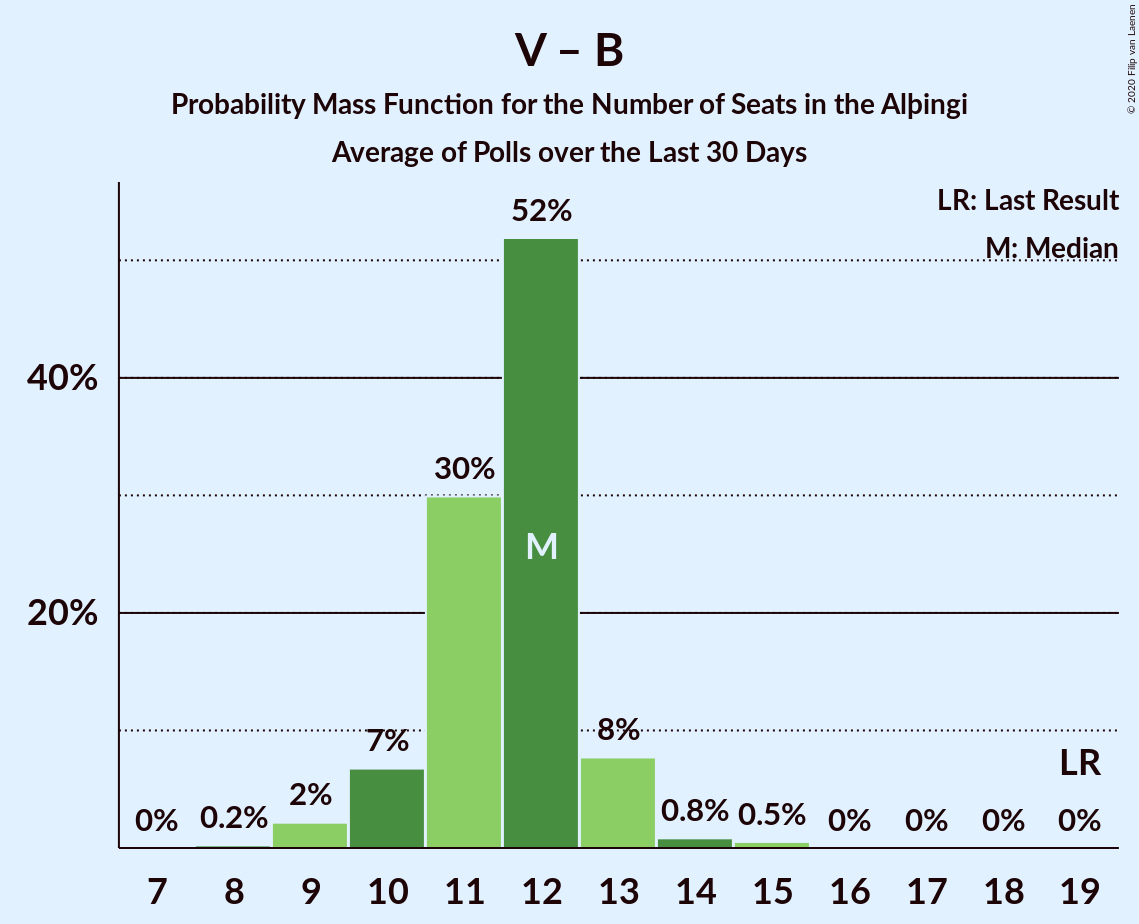 V – B
Probability Mass Function for the Number of Seats in the Alþingi
Average of Polls over the Last 30 Days
© 2020 Filip van Laenen
LR: Last Result
M: Median
52%
40%
30%
M
20%
8%
7%
LR
2%
0.8%
0.5%
0.2%
0%
0%
0%
0%
0%
7 8 9 10 11 12 13 14 15 16 17 18 19